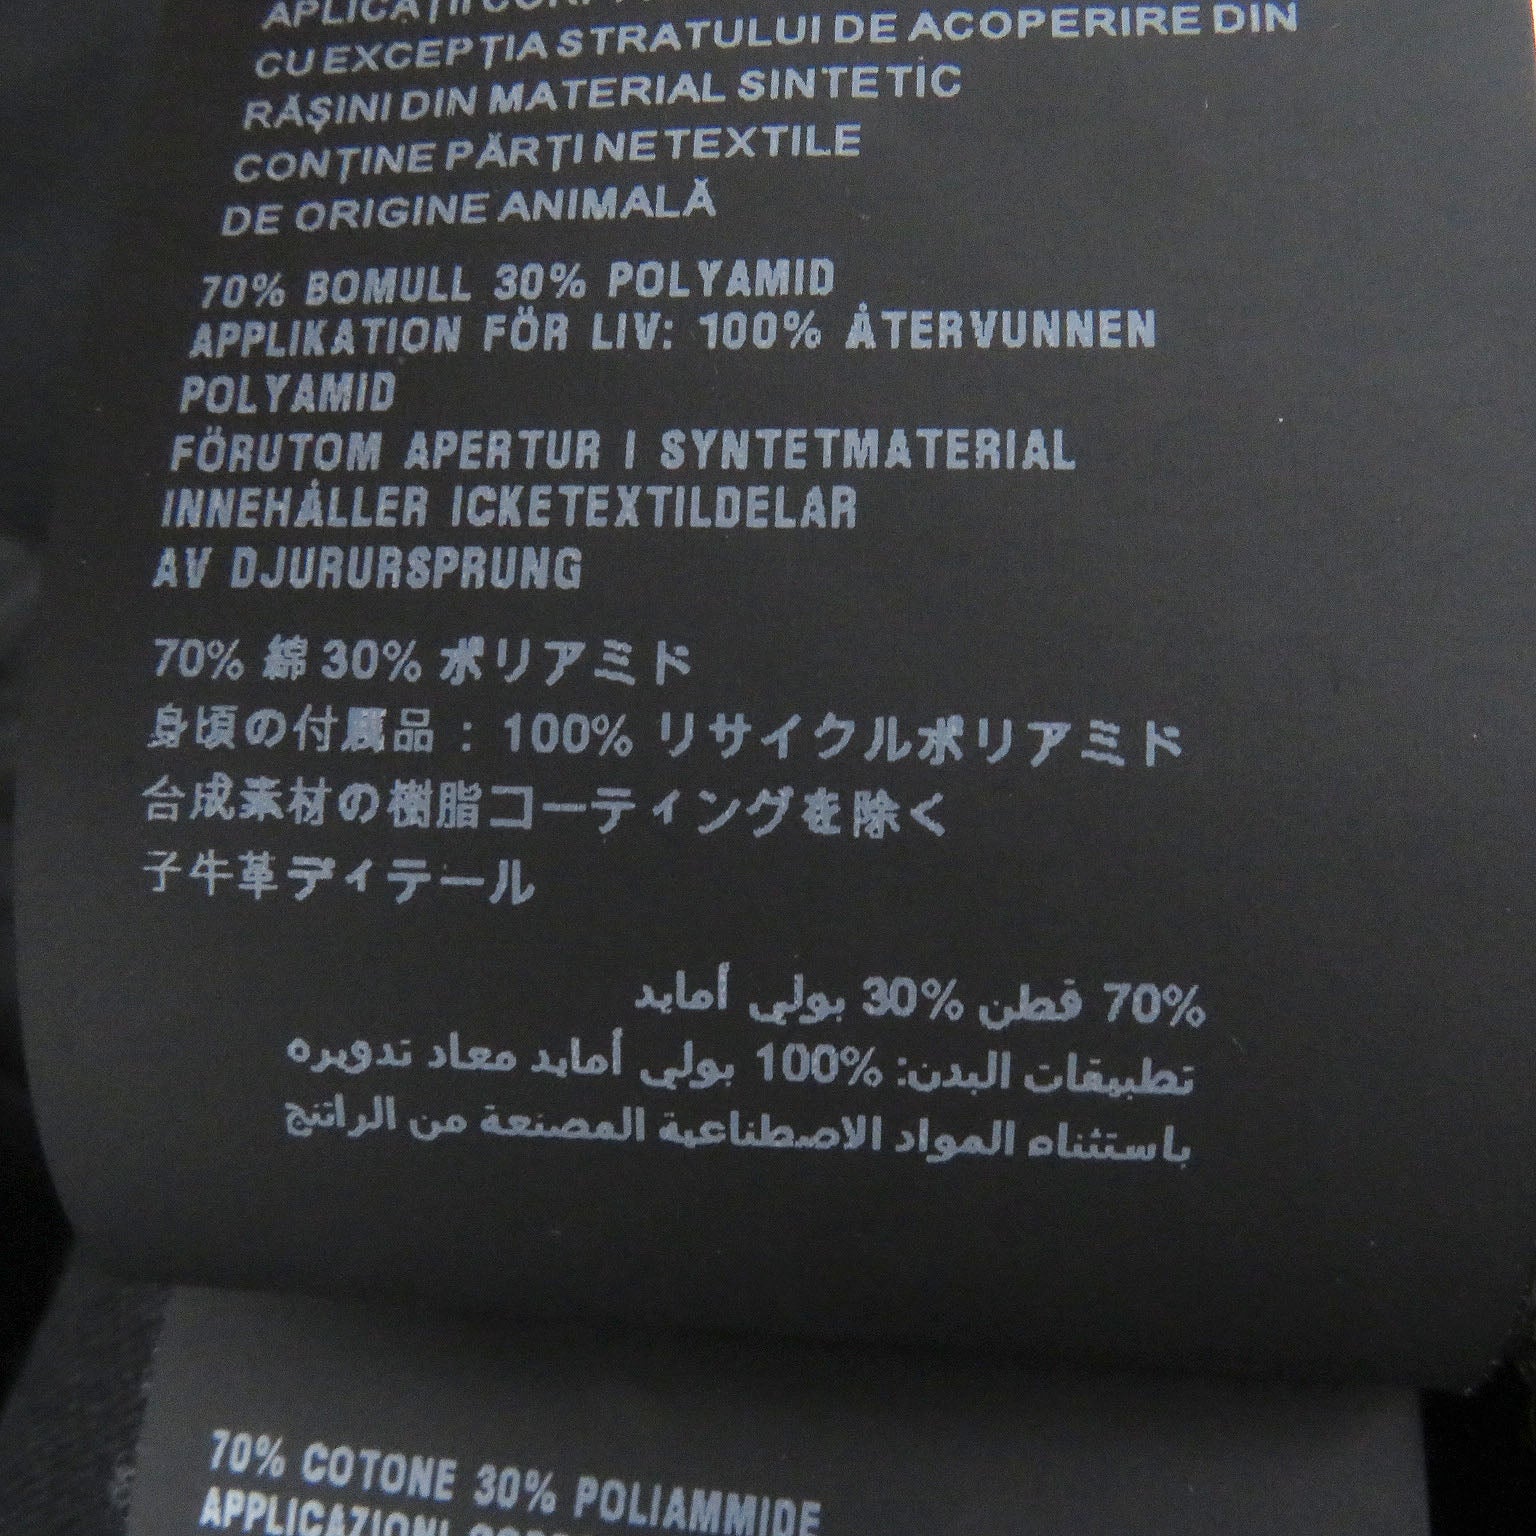 APLICAȚII CORP
CU EXCEPȚIA STRATULUI DE ACOPERIRE DIN
RĂȘINI DIN MATERIAL SINTETIC
CONȚINE PĂRȚI NETEXTILE
DE ORIGINE ANIMALĂ
70% BOMULL 30% POLYAMID
APPLIKATION FÖR LIV: 100% ÅTERVUNNEN
POLYAMID
FÖRUTOM APERTUR I SYNTETMATERIAL
INNEHÅLLER ICKETEXTILDELAR
AV DJURURSPRUNG
70% 綿 30% ポリアミド
身頃の付属品 : 100% リサイクルポリアミド
合成素材の樹脂コーティングを除く
子牛革ディテール
70% قطن 30% بولي أمايد
تطبيقات البدن: 100% بولي أمايد معاد تدويره
باستثناء المواد الاصطناعية المصنعة من الراتنج
70% COTONE 30% POLIAMMIDE
APPLICAZIONI